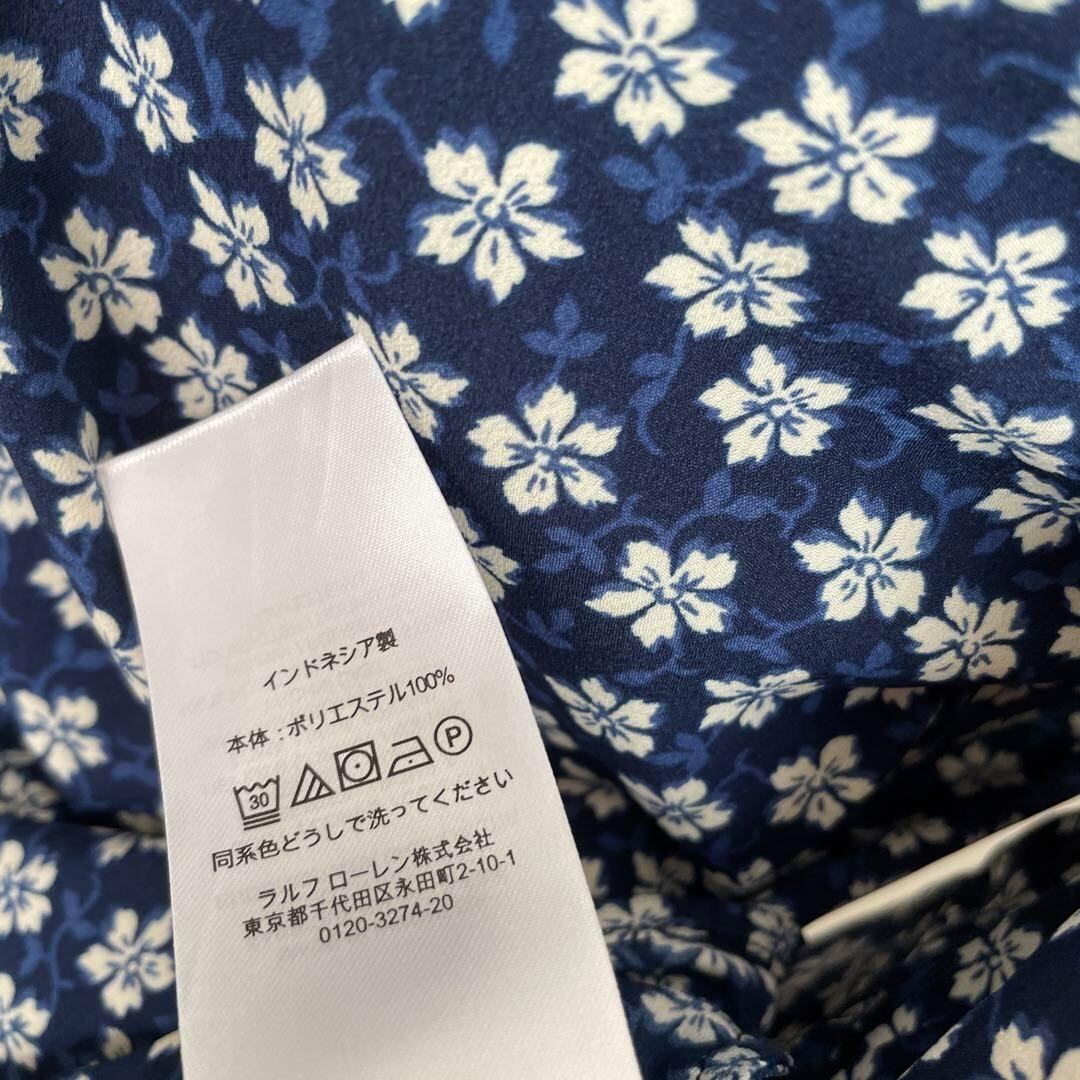 インドネシア製
本体 : ポリエステル100%
30 P
同系色どうしで洗ってください
ラルフ ローレン株式会社
東京都千代田区永田町2-10-1
0120-3274-20